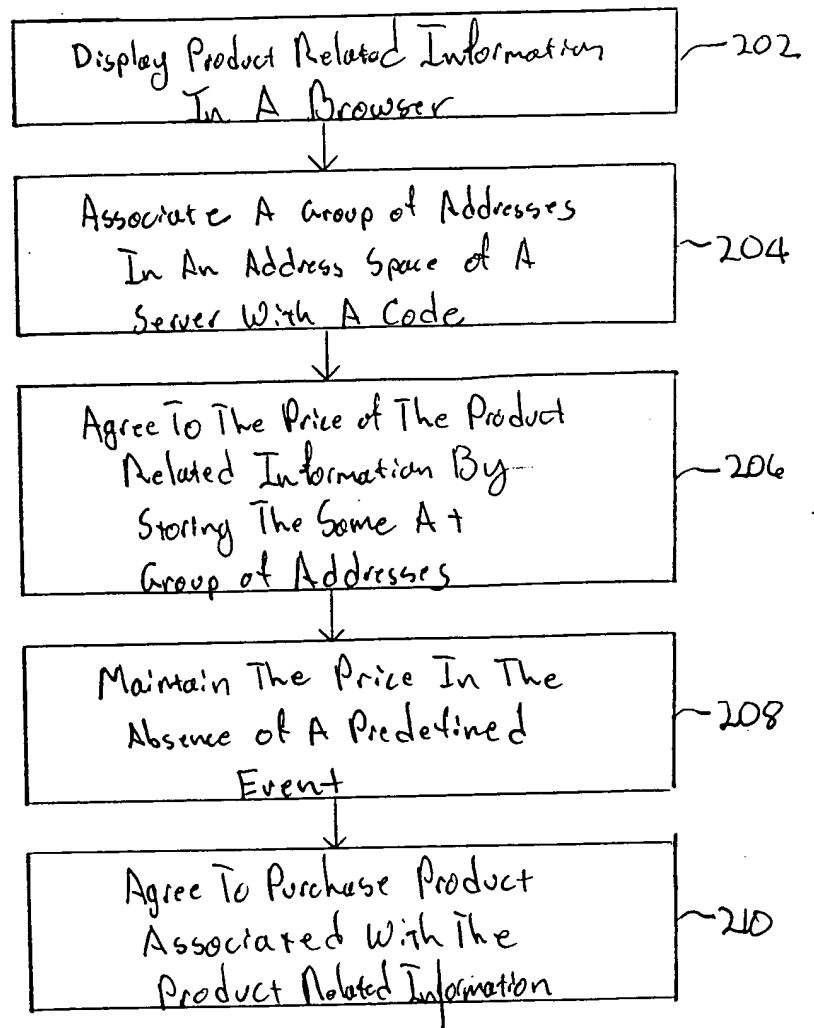 Display Product Related Information
In A Browser
202
Associate A Group of Addresses
In An Address Space of A
Server With A Code
204
Agree To The Price of The Product
Related Information By
Storing The Same At
Group of Addresses
206
Maintain The Price In The
Absence of A Predefined
Event
208
Agree To Purchase Product
Associated With The
Product Related Information
210